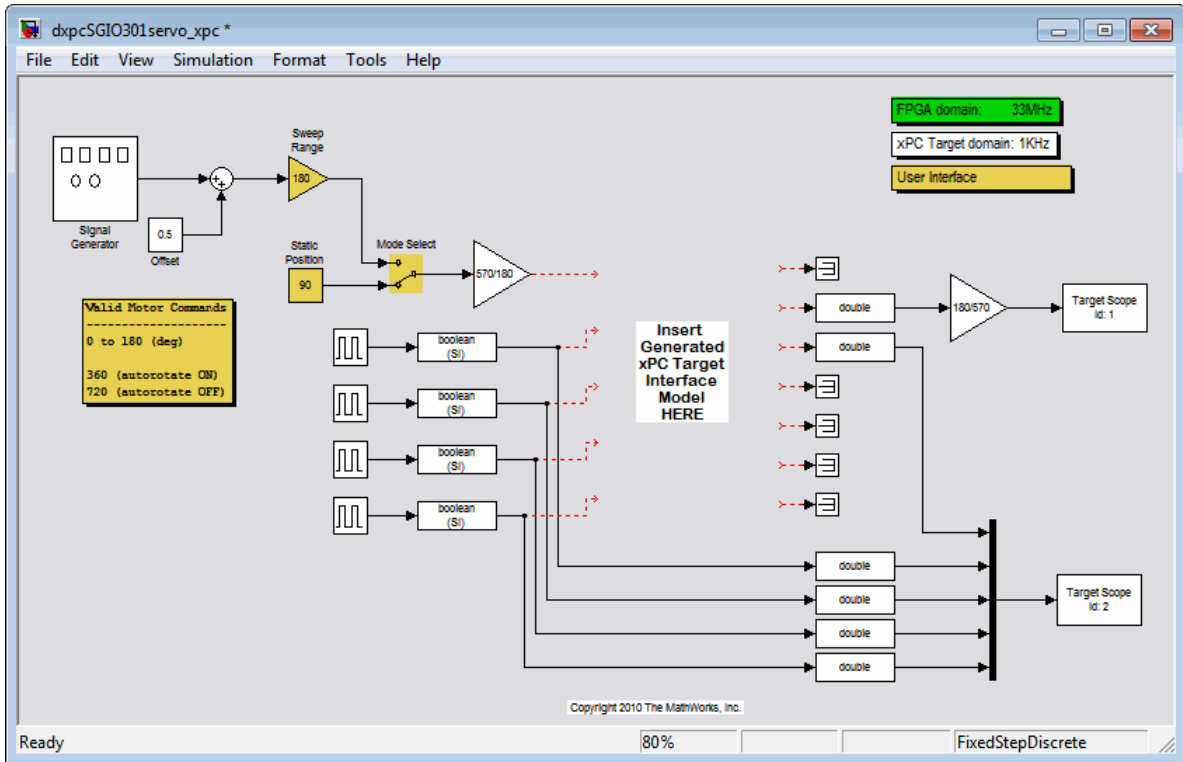 dxpcSGIO301servo_xpc *
File Edit View Simulation Format Tools Help
FPGA domain: 33MHz
xPC Target domain: 1KHz
User Interface
Sweep
Range
180
Signal
Generator
0.5
Offset
Static
Position
90
Mode Select
570/180
Valid Motor Commands
--------------------
0 to 180 (deg)
360 (autorotate ON)
720 (autorotate OFF)
boolean
(SI)
boolean
(SI)
boolean
(SI)
boolean
(SI)
Insert
Generated
xPC Target
Interface
Model
HERE
double
180/570
Target Scope
Id: 1
double
double
double
double
double
Target Scope
Id: 2
Copyright 2010 The MathWorks, Inc.
Ready 80% FixedStepDiscrete